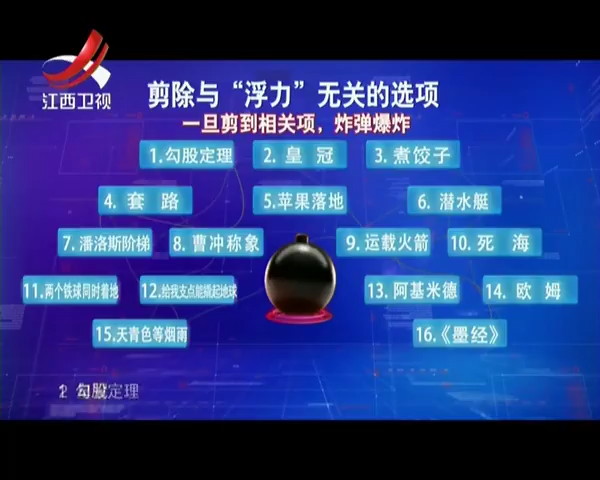 江西卫视
剪除与“浮力”无关的选项
一旦剪到相关项，炸弹爆炸
1.勾股定理 2. 皇 冠 3. 煮饺子
4. 套 路 5.苹果落地 6. 潜水艇
7. 潘洛斯阶梯 8. 曹冲称象 9. 运载火箭 10. 死 海
11.两个铁球同时着地 12.给我支点能撬起地球 13. 阿基米德 14. 欧 姆
15.天青色等烟雨 16.《墨经》
勾股定理